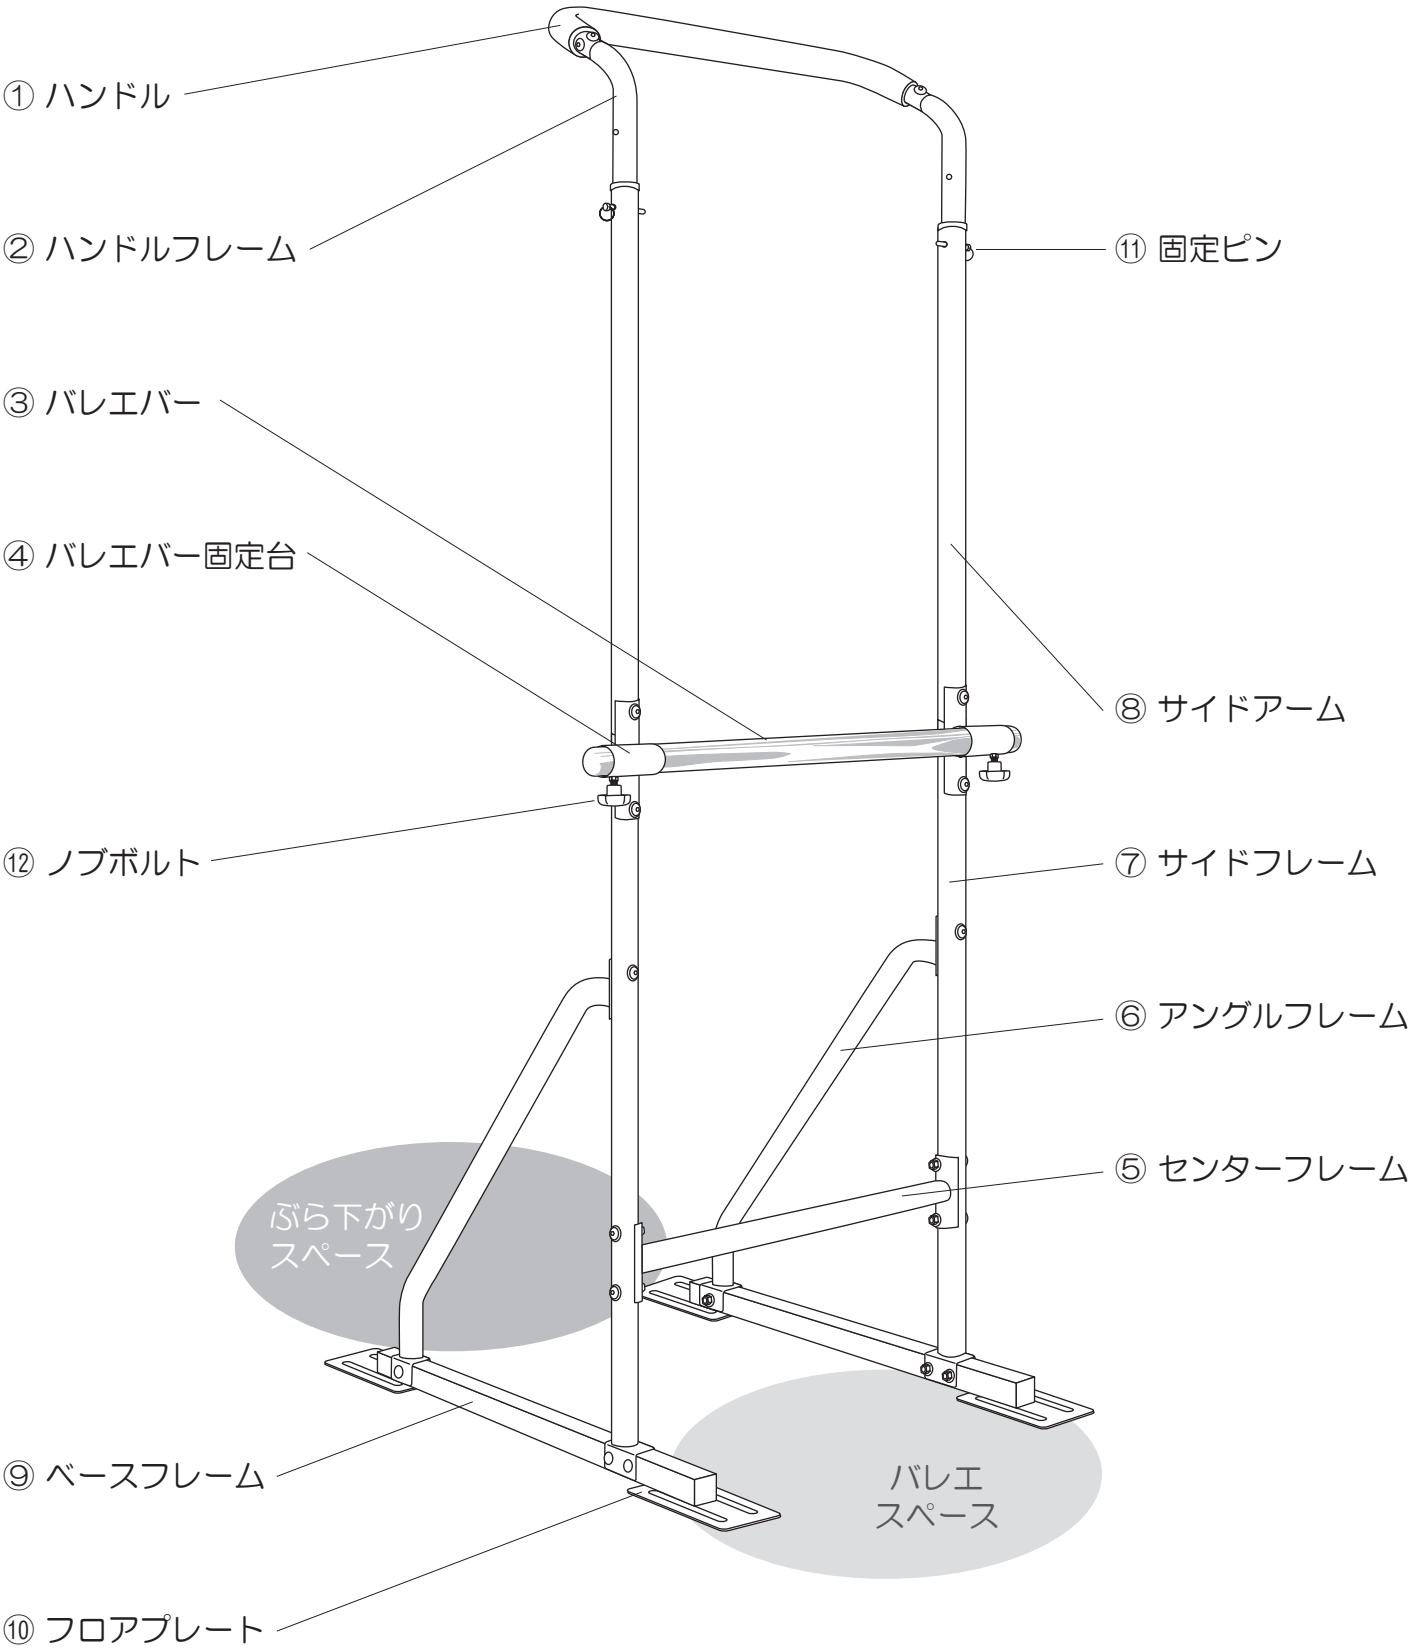 ① ハンドル
② ハンドルフレーム
⑪ 固定ピン
③ バレエバー
④ バレエバー固定台
⑧ サイドアーム
⑫ ノブボルト
⑦ サイドフレーム
⑥ アングルフレーム
⑤ センターフレーム
ぶら下がり
スペース
⑨ ベースフレーム
バレエ
スペース
⑩ フロアプレート